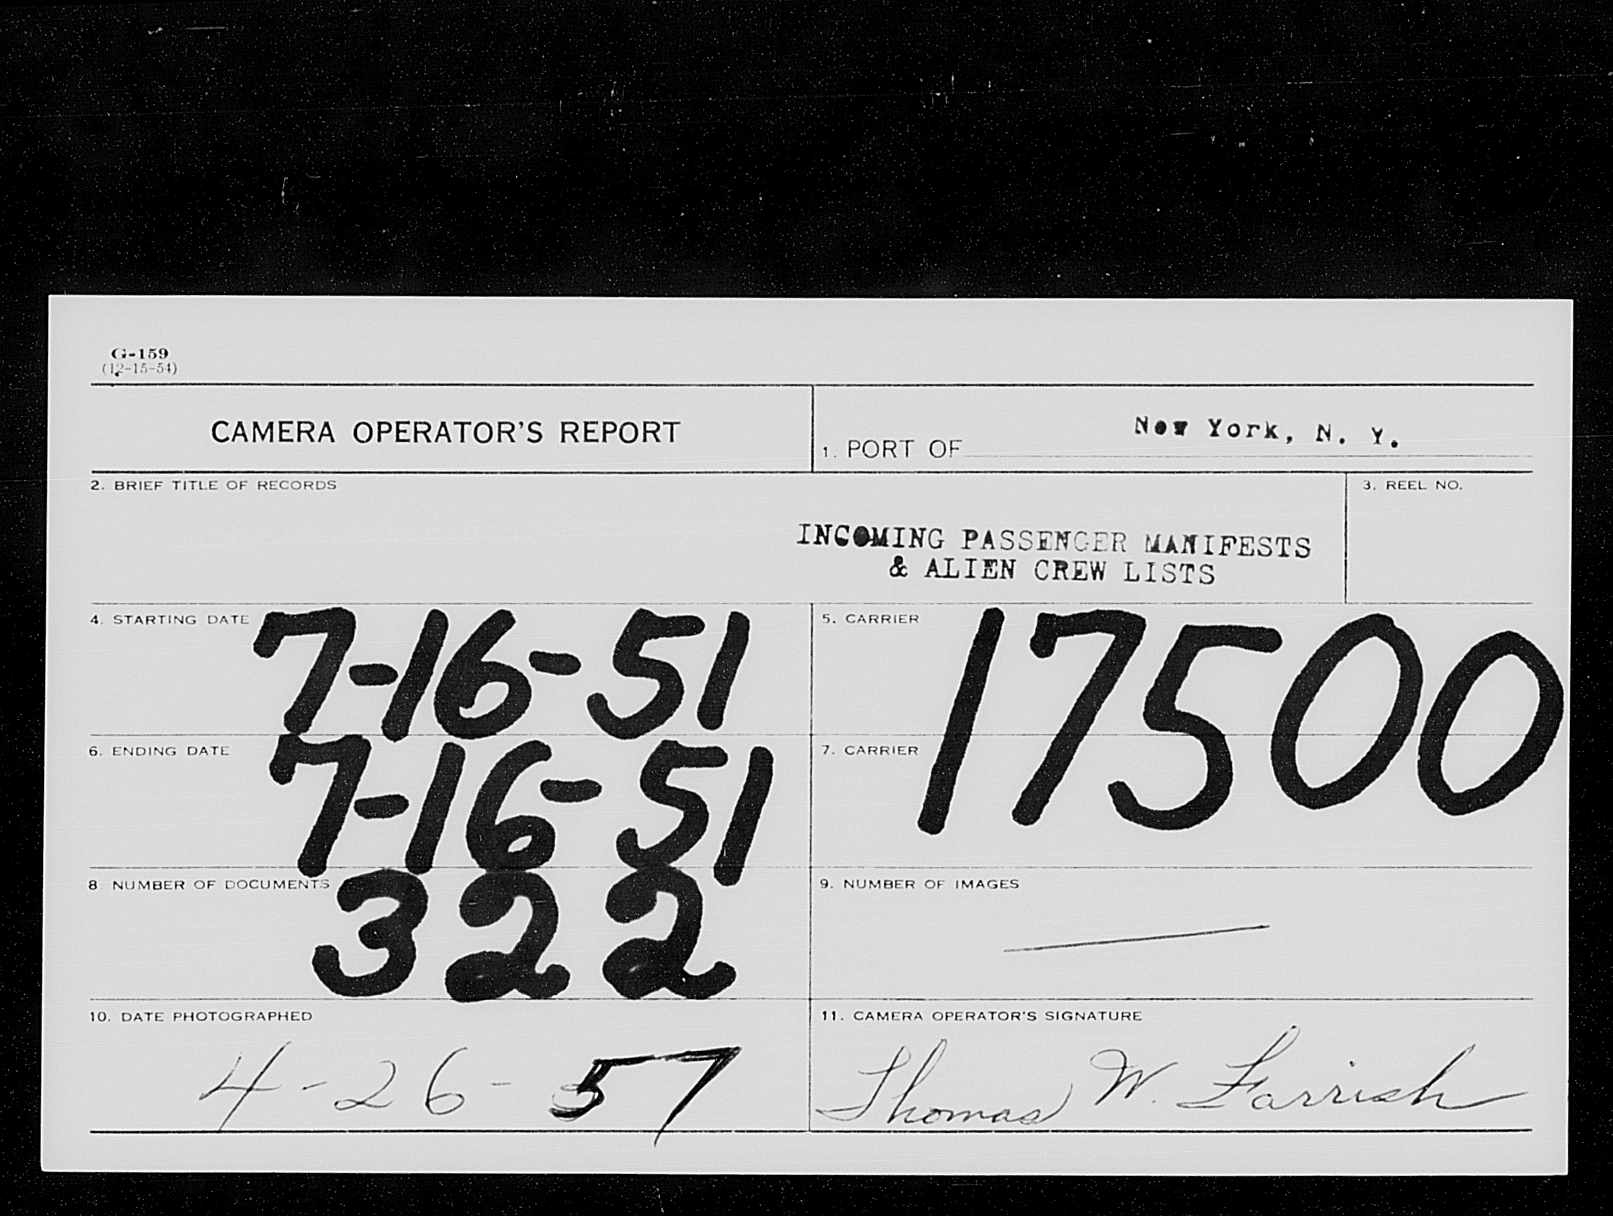 G-159
(12-15-54)
CAMERA OPERATOR'S REPORT
1. PORT OF New York, N. Y.
2. BRIEF TITLE OF RECORDS
INCOMING PASSENGER MANIFESTS
& ALIEN CREW LISTS
3. REEL NO.
4. STARTING DATE 7-16-51
5. CARRIER 17500
6. ENDING DATE 7-16-51
7. CARRIER
8 NUMBER OF DOCUMENTS 322
9. NUMBER OF IMAGES
10. DATE PHOTOGRAPHED
4-26-57
11. CAMERA OPERATOR'S SIGNATURE
Thomas W. Farrish